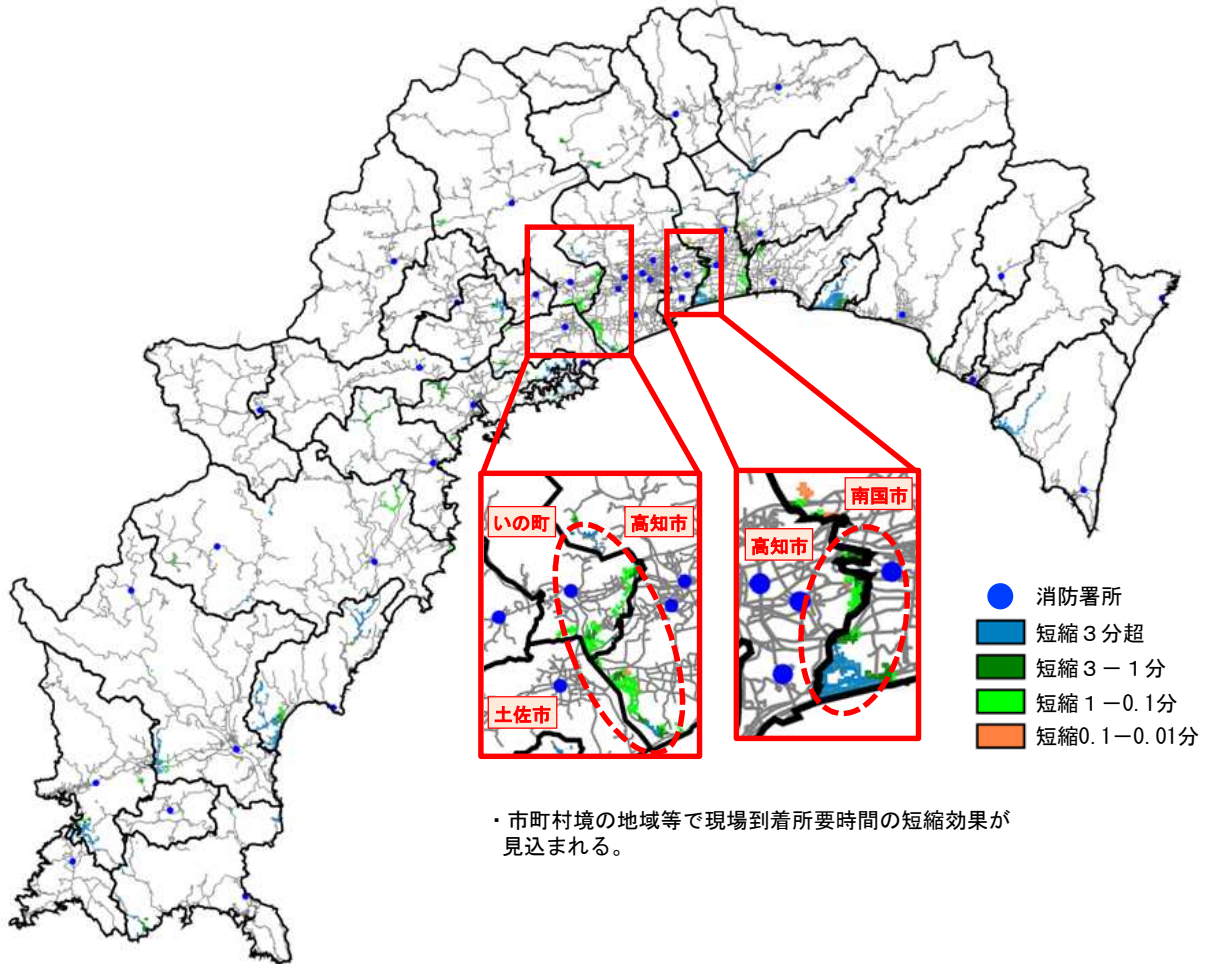 いの町
高知市
土佐市
南国市
高知市
消防署所
短縮３分超
短縮３－１分
短縮１－0.1分
短縮0.1－0.01分
・市町村境の地域等で現場到着所要時間の短縮効果が
見込まれる。